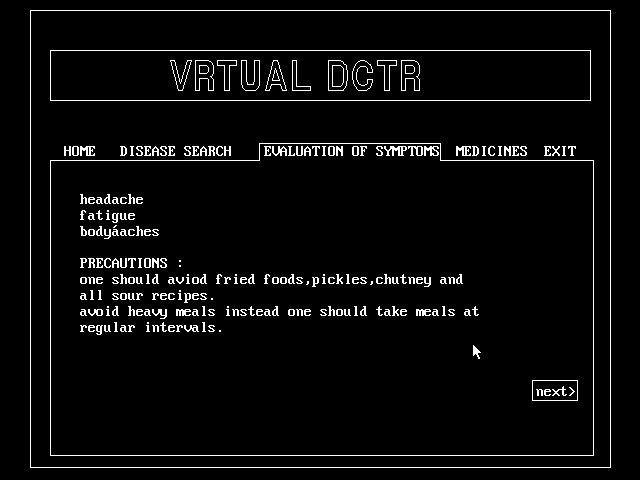 VRTUAL DCTR
HOME DISEASE SEARCH EVALUATION OF SYMPTOMS MEDICINES EXIT
headache
fatigue
bodyáaches
PRECAUTIONS :
one should aviod fried foods,pickles,chutney and
all sour recipes.
avoid heavy meals instead one should take meals at
regular intervals.
next>